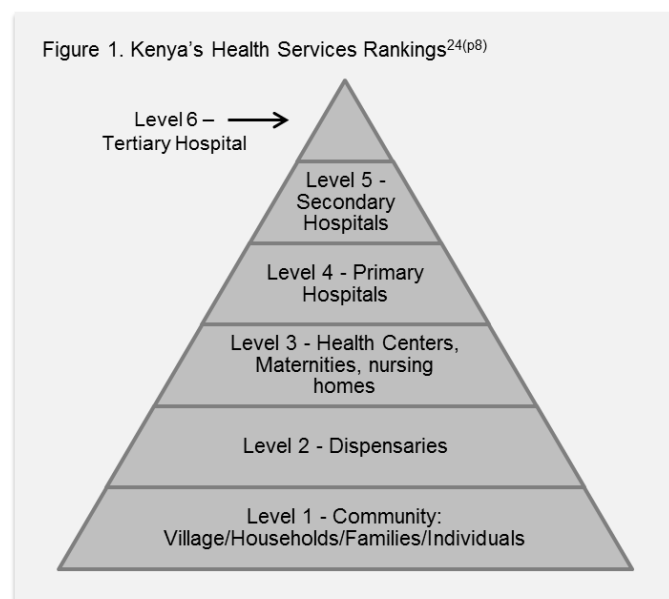 Figure 1. Kenya’s Health Services Rankings24(p8)
Level 6 –
Tertiary Hospital
Level 5 -
Secondary
Hospitals
Level 4 - Primary
Hospitals
Level 3 - Health Centers,
Maternities, nursing
homes
Level 2 - Dispensaries
Level 1 - Community:
Village/Households/Families/Individuals